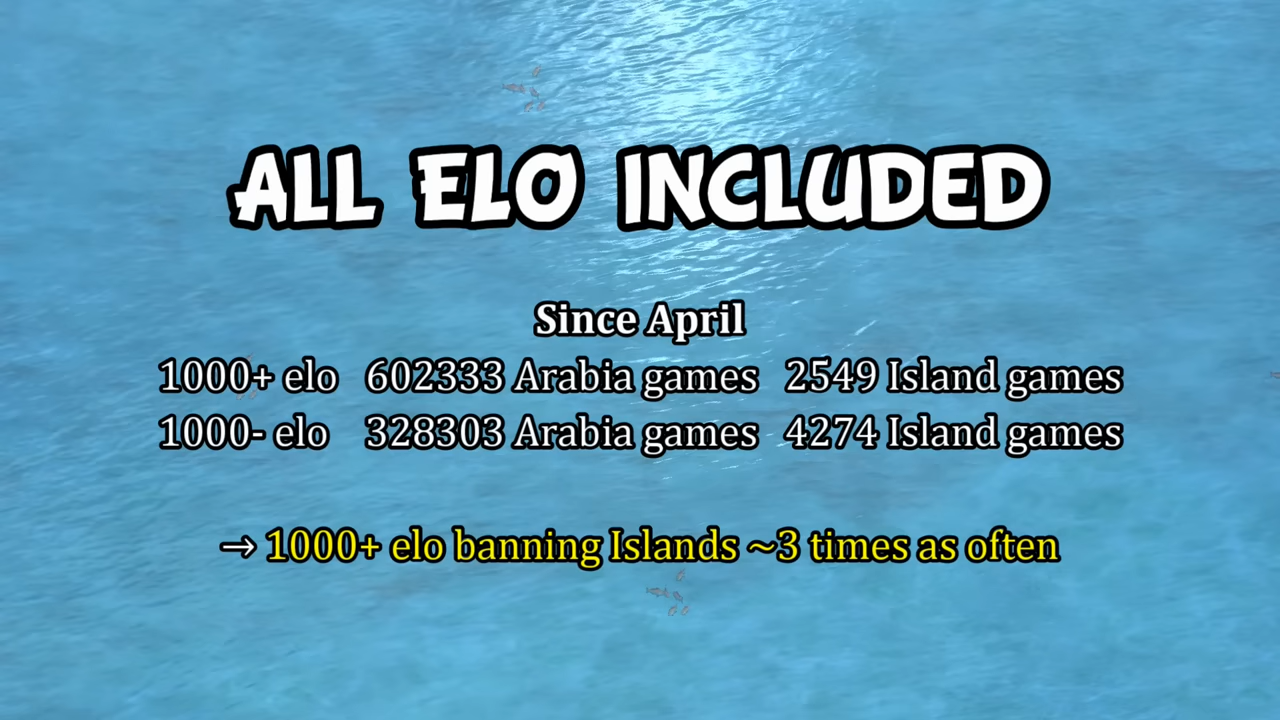 ALL ELO INCLUDED
Since April
1000+ elo 602333 Arabia games 2549 Island games
1000- elo 328303 Arabia games 4274 Island games
→ 1000+ elo banning Islands ~3 times as often